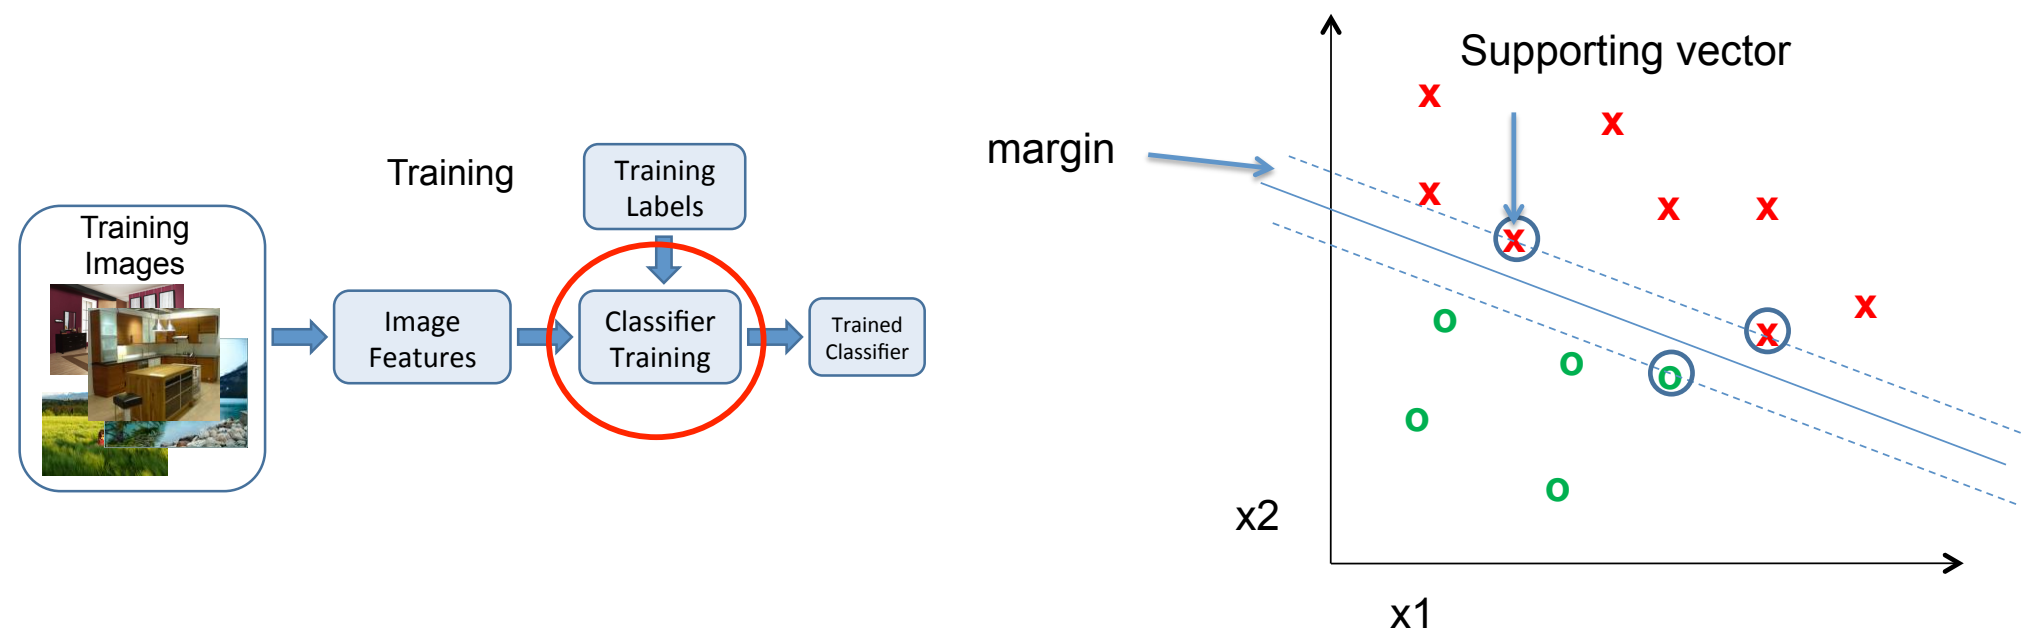 Training
Training
Images
Training
Labels
Image
Features
Classifier
Training
Trained
Classifier
Supporting vector
margin
x
x
x
x
x
x
x
x
o
o
o
o
o
x2
x1